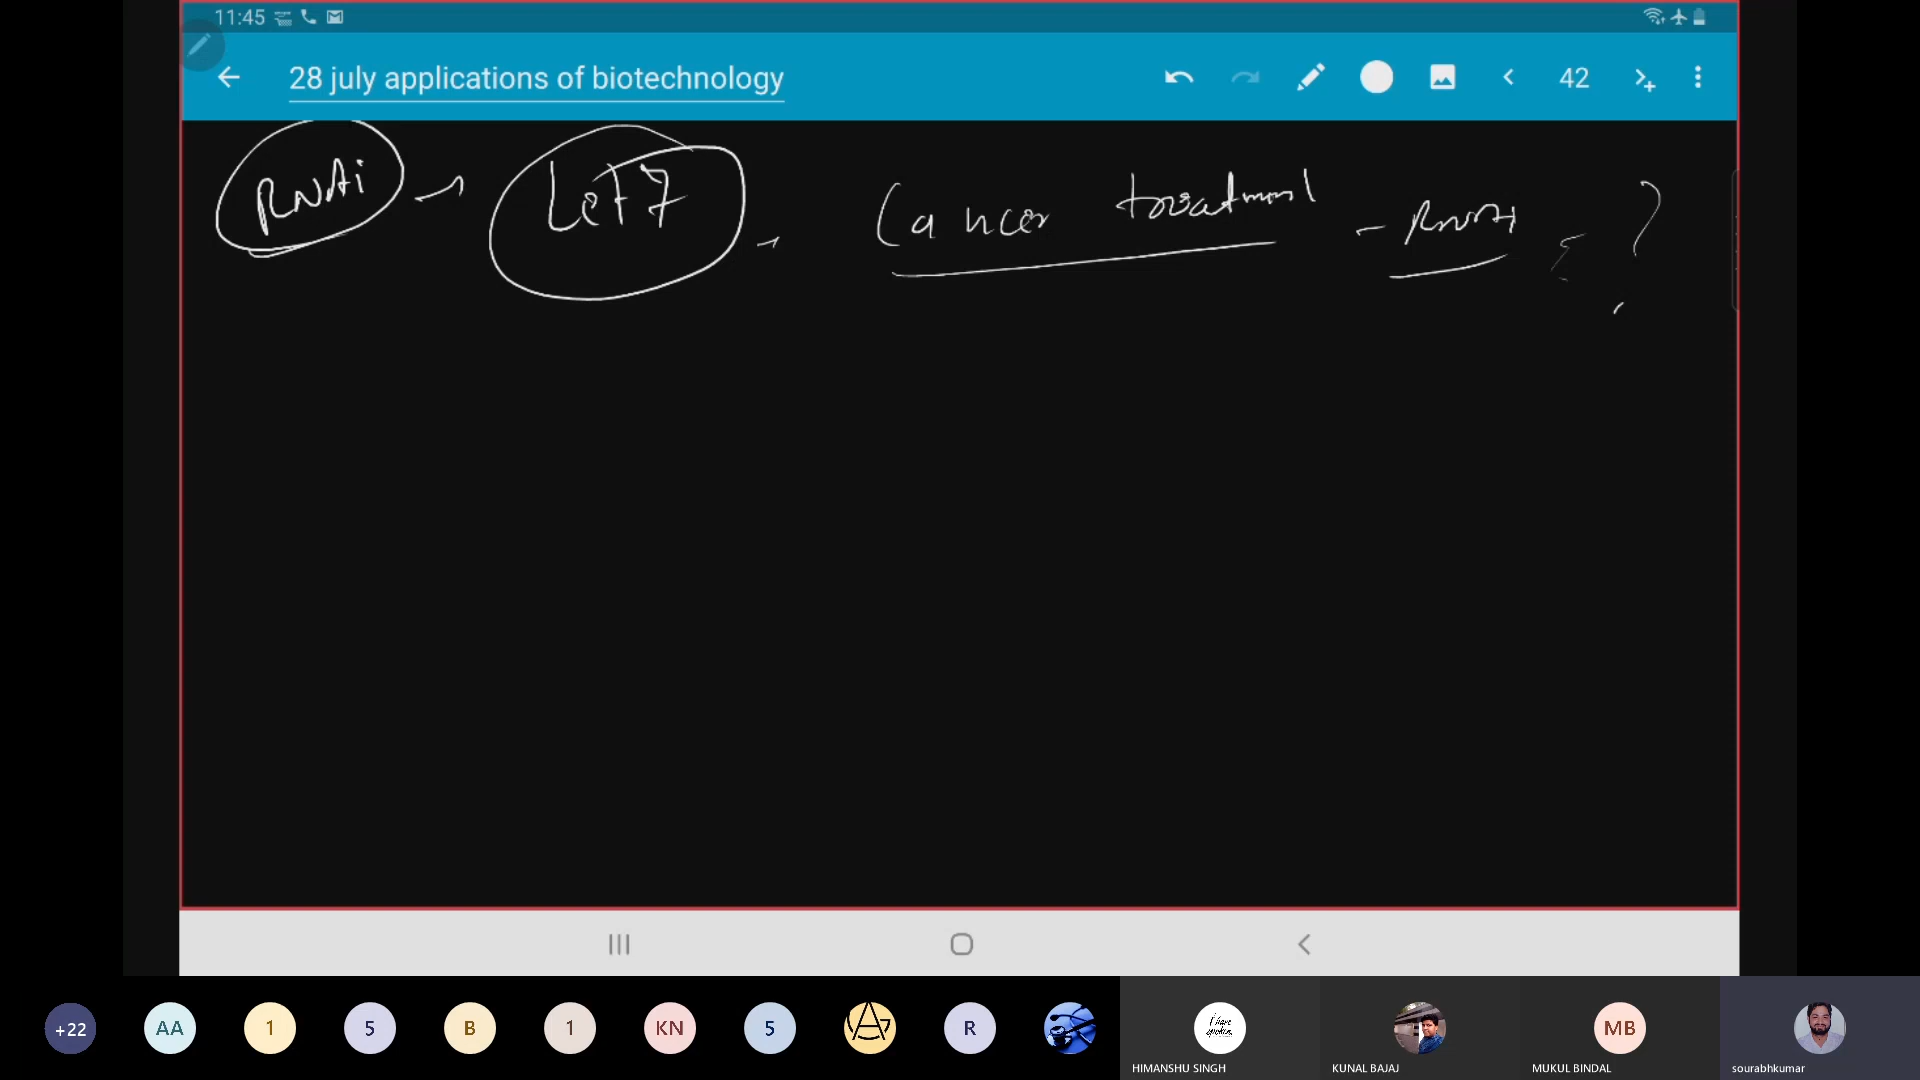 11:45
28 july applications of biotechnology
42
RNAi → LeT7 → Cancer treatment - RNAi ?
+22 AA 1 5 B 1 KN 5 A R MB
HIMANSHU SINGH KUNAL BAJAJ MUKUL BINDAL sourabhkumar